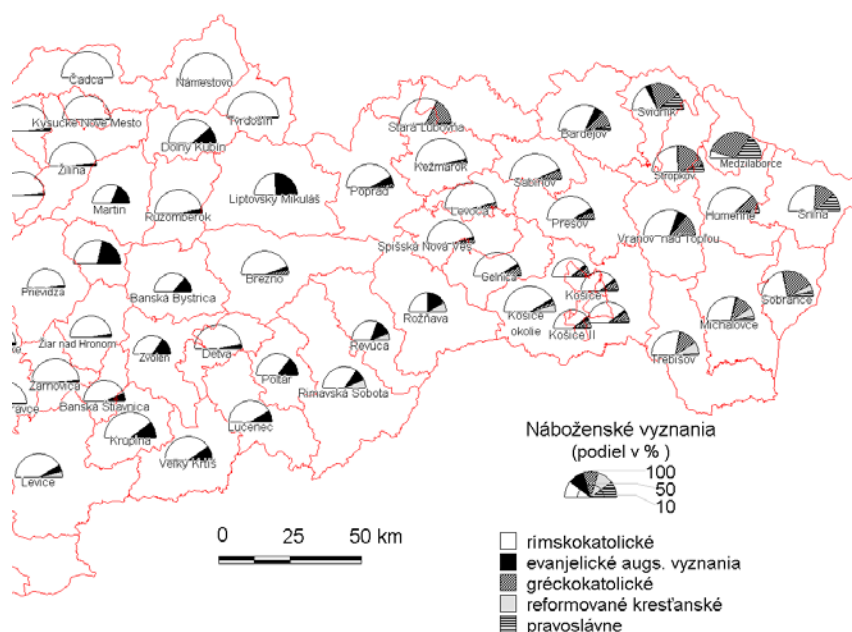 Čadca
Námestovo
Kysucké Nové Mesto
Tvrdošín
Dolný Kubín
Žilina
Martin
Ružomberok
Liptovský Mikuláš
Poprad
Stará Ľubovňa
Kežmarok
Levoča
Sabinov
Bardejov
Svidník
Stropkov
Medzilaborce
Prešov
Vranov nad Topľou
Humenné
Snina
Spišská Nová Ves
Gelnica
Košice
Košice
okolie
Košice II
Sobrance
Michalovce
Trebišov
Prievidza
Banská Bystrica
Brezno
Rožňava
Revúca
Žiar nad Hronom
Zvolen
Detva
Poltár
Rimavská Sobota
Žarnovica
Banská Štiavnica
Krupina
Lučenec
Veľký Krtíš
Levice
Náboženské vyznania
(podiel v % )
100
50
10
0 25 50 km
rimskokatolické
evanjelické augs. vyznania
gréckokatolické
reformované kresťanské
pravoslávne